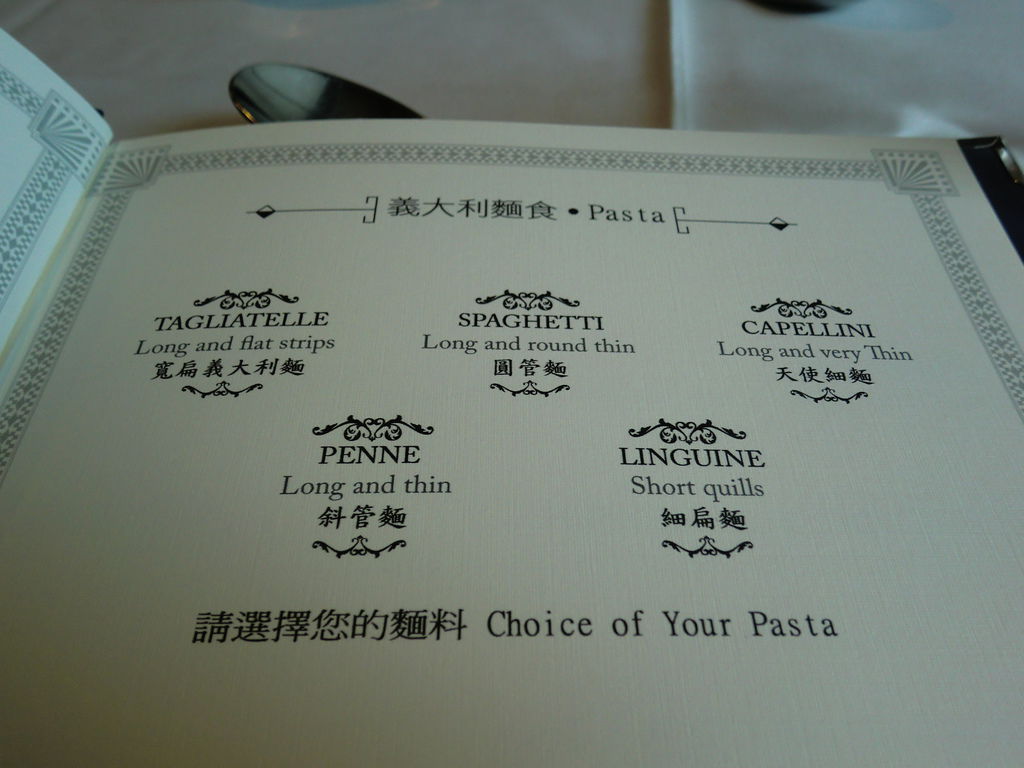 義大利麵食 • Pasta
TAGLIATELLE
Long and flat strips
寬扁義大利麵
SPAGHETTI
Long and round thin
圓管麵
CAPELLINI
Long and very Thin
天使細麵
PENNE
Long and thin
斜管麵
LINGUINE
Short quills
細扁麵
請選擇您的麵料 Choice of Your Pasta